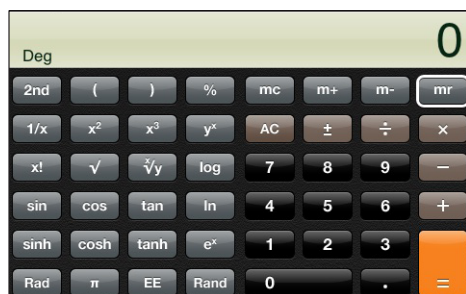 0
Deg
2nd ( ) % mc m+ m- mr
1/x x² x³ yˣ AC ± ÷ ×
x! √ ˣ√y log 7 8 9 −
sin cos tan ln 4 5 6 +
sinh cosh tanh eˣ 1 2 3
Rad π EE Rand 0 . =